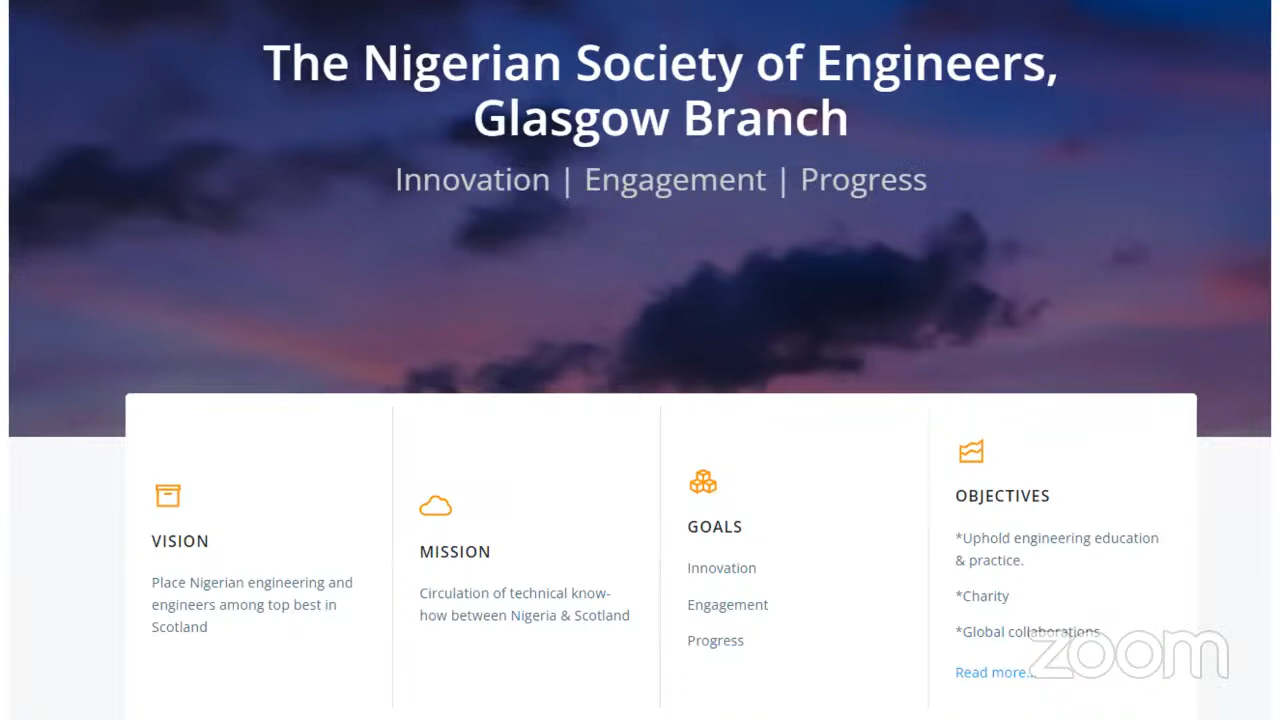 The Nigerian Society of Engineers,
Glasgow Branch
Innovation | Engagement | Progress
VISION
Place Nigerian engineering and
engineers among top best in
Scotland
MISSION
Circulation of technical know-
how between Nigeria & Scotland
GOALS
Innovation
Engagement
Progress
OBJECTIVES
*Uphold engineering education
& practice.
*Charity
*Global collaborations
Read more..
zoom